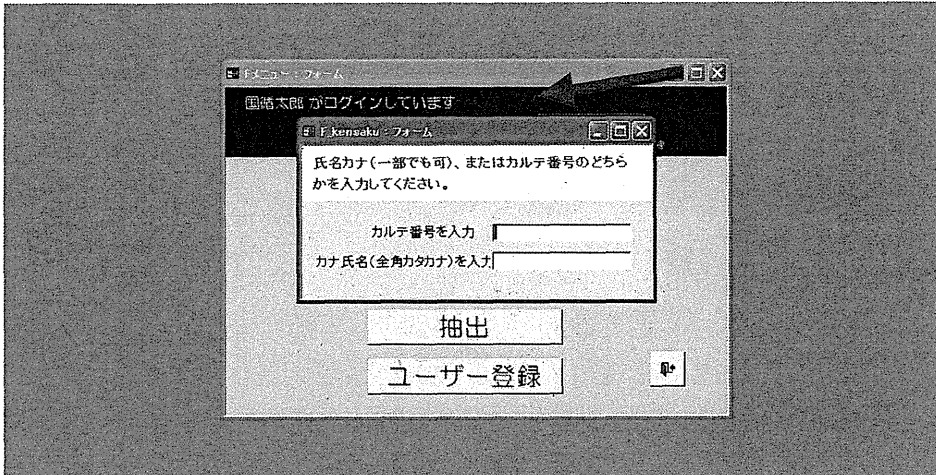 Fメニュー : フォーム
国臨太郎 がログインしています
F_kensaku : フォーム
氏名カナ(一部でも可)、またはカルテ番号のどちら
かを入力してください。
カルテ番号を入力
カナ氏名(全角カタカナ)を入力
抽出
ユーザー登録